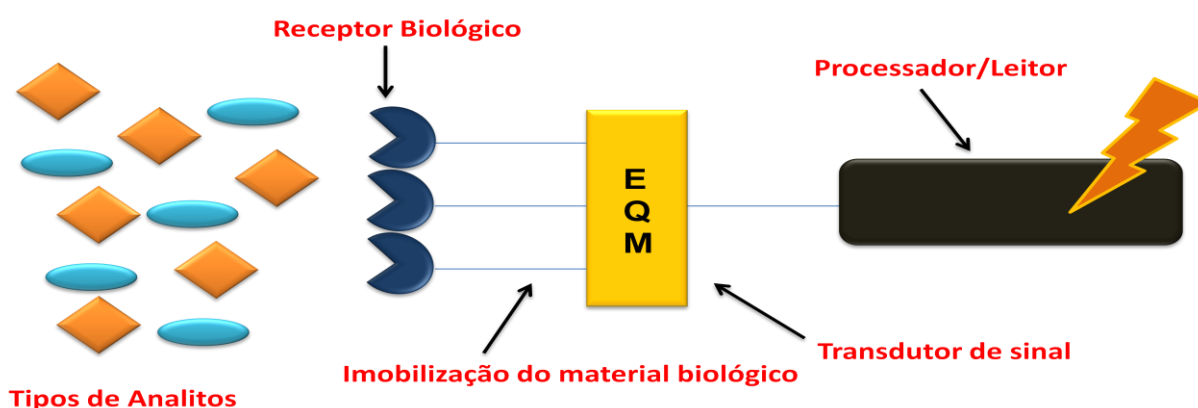 Receptor Biológico
Processador/Leitor
E
Q
M
Transdutor de sinal
Imobilização do material biológico
Tipos de Analitos